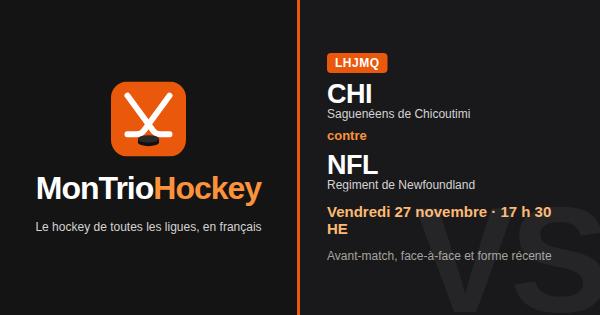 MonTrioHockey
Le hockey de toutes les ligues, en français
LHJMQ
CHI
Saguenéens de Chicoutimi
contre
NFL
Regiment de Newfoundland
Vendredi 27 novembre · 17 h 30
HE
Avant-match, face-à-face et forme récente
VS